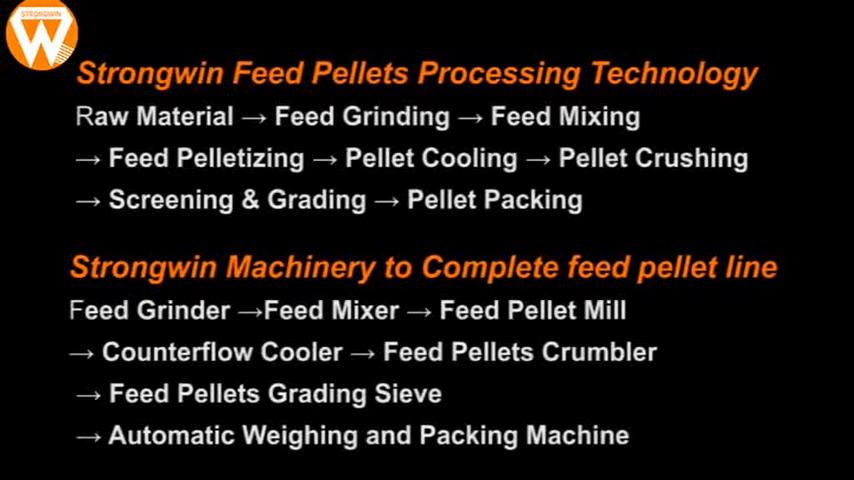 STRONGWIN
W
Strongwin Feed Pellets Processing Technology
Raw Material → Feed Grinding → Feed Mixing
→ Feed Pelletizing → Pellet Cooling → Pellet Crushing
→ Screening & Grading → Pellet Packing
Strongwin Machinery to Complete feed pellet line
Feed Grinder →Feed Mixer → Feed Pellet Mill
→ Counterflow Cooler → Feed Pellets Crumbler
→ Feed Pellets Grading Sieve
→ Automatic Weighing and Packing Machine